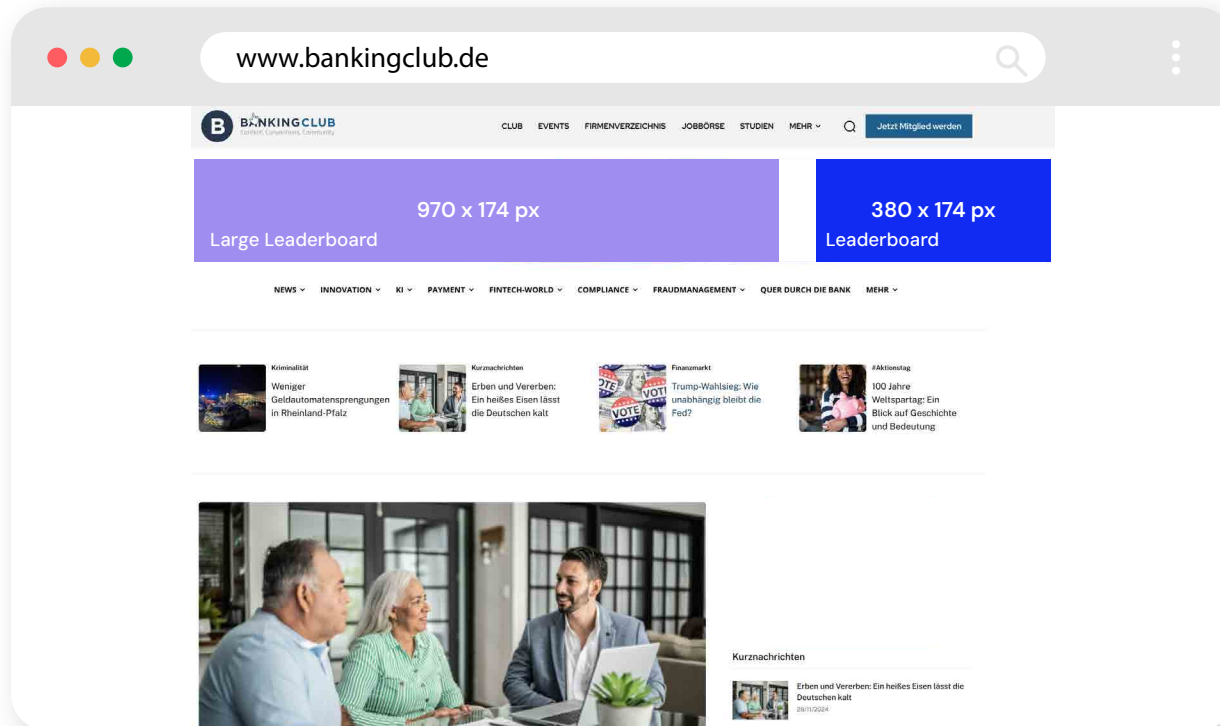 www.bankingclub.de
B BANKINGCLUB
Content, Conventions, Community
CLUB EVENTS FIRMENVERZEICHNIS JOBBÖRSE STUDIEN MEHR Jetzt Mitglied werden
970 x 174 px
Large Leaderboard
380 x 174 px
Leaderboard
NEWS INNOVATION KI PAYMENT FINTECH-WORLD COMPLIANCE FRAUDMANAGEMENT QUER DURCH DIE BANK MEHR
Kriminalität
Weniger
Geldautomatensprengungen
in Rheinland-Pfalz
Kurznachrichten
Erben und Vererben:
Ein heißes Eisen lässt
die Deutschen kalt
Finanzmarkt
Trump-Wahlsieg: Wie
unabhängig bleibt die
Fed?
#Aktionstag
100 Jahre
Weltspartag: Ein
Blick auf Geschichte
und Bedeutung
VOTE
Kurznachrichten
Erben und Vererben: Ein heißes Eisen lässt die
Deutschen kalt
28/11/2024